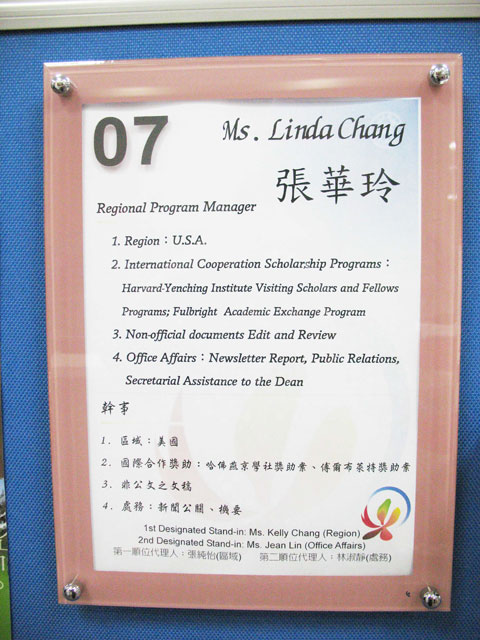 07
Ms. Linda Chang
張華玲
Regional Program Manager
1. Region：U.S.A.
2. International Cooperation Scholarship Programs：
Harvard-Yenching Institute Visiting Scholars and Fellows
Programs; Fulbright Academic Exchange Program
3. Non-official documents Edit and Review
4. Office Affairs：Newsletter Report, Public Relations,
Secretarial Assistance to the Dean
幹事
1. 區域：美國
2. 國際合作獎助：哈佛燕京學社獎助案、傅爾布萊特獎助案
3. 非公文之文稿
4. 處務：新聞公關、機要
1st Designated Stand-in: Ms. Kelly Chang (Region)
2nd Designated Stand-in: Ms. Jean Lin (Office Affairs)
第一順位代理人：張純怡(區域) 第二順位代理人：林淑靜(處務)